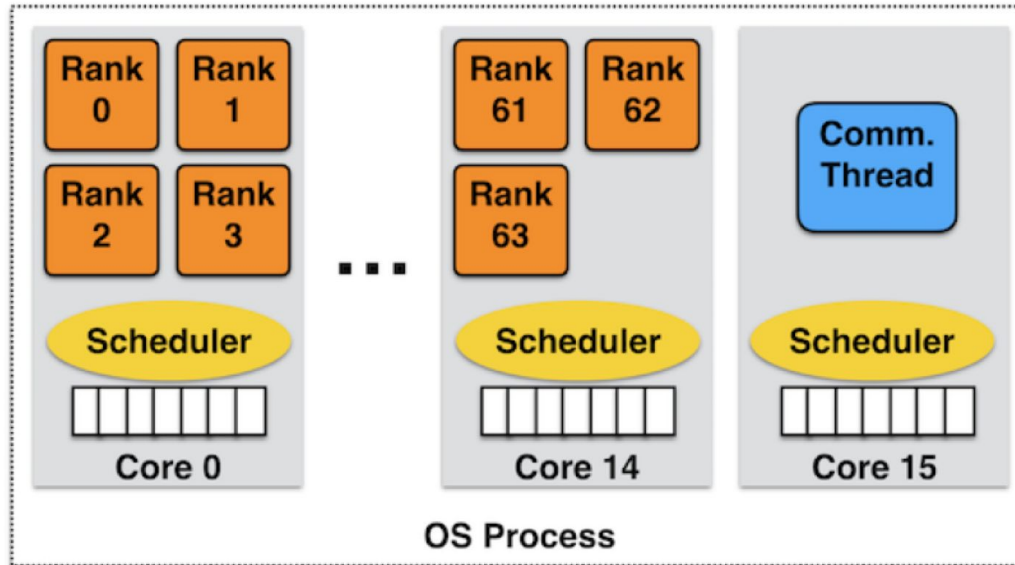 Rank
0
Rank
1
Rank
2
Rank
3
Scheduler
Core 0
...
Rank
61
Rank
62
Rank
63
Scheduler
Core 14
Comm.
Thread
Scheduler
Core 15
OS Process